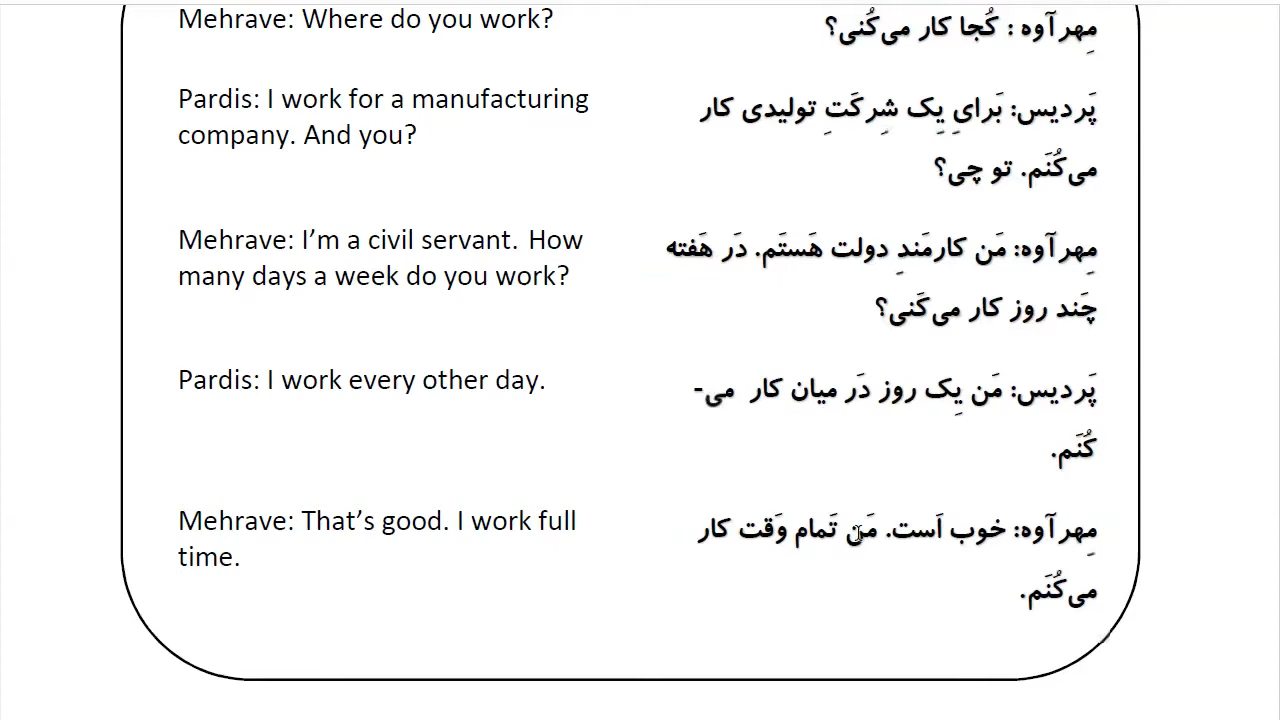 Mehrave: Where do you work?
مِهرآوه : کُجا کار می‌کُنی؟
Pardis: I work for a manufacturing
company. And you?
پَردیس: بَرایِ یِک شِرکَتِ تولیدی کار
می‌کُنَم. تو چی؟
Mehrave: I’m a civil servant. How
many days a week do you work?
مِهرآوه: مَن کارمَندِ دولت هَستَم. دَر هَفته
چَند روز کار می‌کَنی؟
Pardis: I work every other day.
پَردیس: مَن یِک روز دَر میان کار می-
کُنَم.
Mehrave: That’s good. I work full
time.
مِهرآوه: خوب اَست. مَن تَمام وَقت کار
می‌کُنَم.